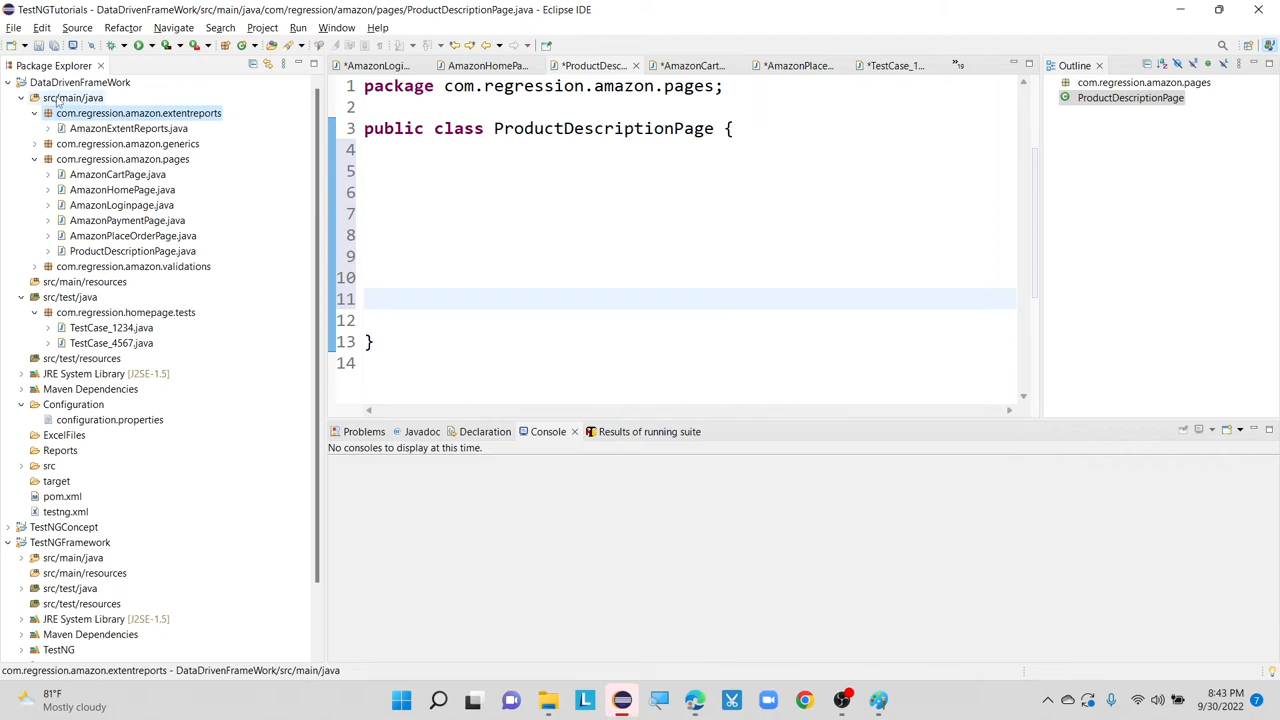 TestNGTutorials - DataDrivenFrameWork/src/main/java/com/regression/amazon/pages/ProductDescriptionPage.java - Eclipse IDE
File Edit Source Refactor Navigate Search Project Run Window Help
Package Explorer
DataDrivenFrameWork
src/main/java
com.regression.amazon.extentreports
AmazonExtentReports.java
com.regression.amazon.generics
com.regression.amazon.pages
AmazonCartPage.java
AmazonHomePage.java
AmazonLoginpage.java
AmazonPaymentPage.java
AmazonPlaceOrderPage.java
ProductDescriptionPage.java
com.regression.amazon.validations
src/main/resources
src/test/java
com.regression.homepage.tests
TestCase_1234.java
TestCase_4567.java
src/test/resources
JRE System Library [J2SE-1.5]
Maven Dependencies
Configuration
configuration.properties
ExcelFiles
Reports
src
target
pom.xml
testng.xml
TestNGConcept
TestNGFramework
src/main/java
src/main/resources
src/test/java
src/test/resources
JRE System Library [J2SE-1.5]
Maven Dependencies
TestNG
*AmazonLogi... AmazonHomePa... *ProductDesc... *AmazonCart... *AmazonPlace... *TestCase_1... »19
1 package com.regression.amazon.pages;
2
3 public class ProductDescriptionPage {
4
5
6
7
8
9
10
11
12
13 }
14
Outline
com.regression.amazon.pages
ProductDescriptionPage
Problems Javadoc Declaration Console Results of running suite
No consoles to display at this time.
com.regression.amazon.extentreports - DataDrivenFrameWork/src/main/java
81°F
Mostly cloudy
8:43 PM
9/30/2022